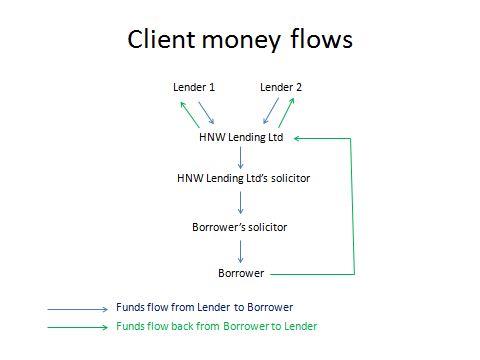 Client money flows
Lender 1 Lender 2
HNW Lending Ltd
HNW Lending Ltd's solicitor
Borrower's solicitor
Borrower
Funds flow from Lender to Borrower
Funds flow back from Borrower to Lender